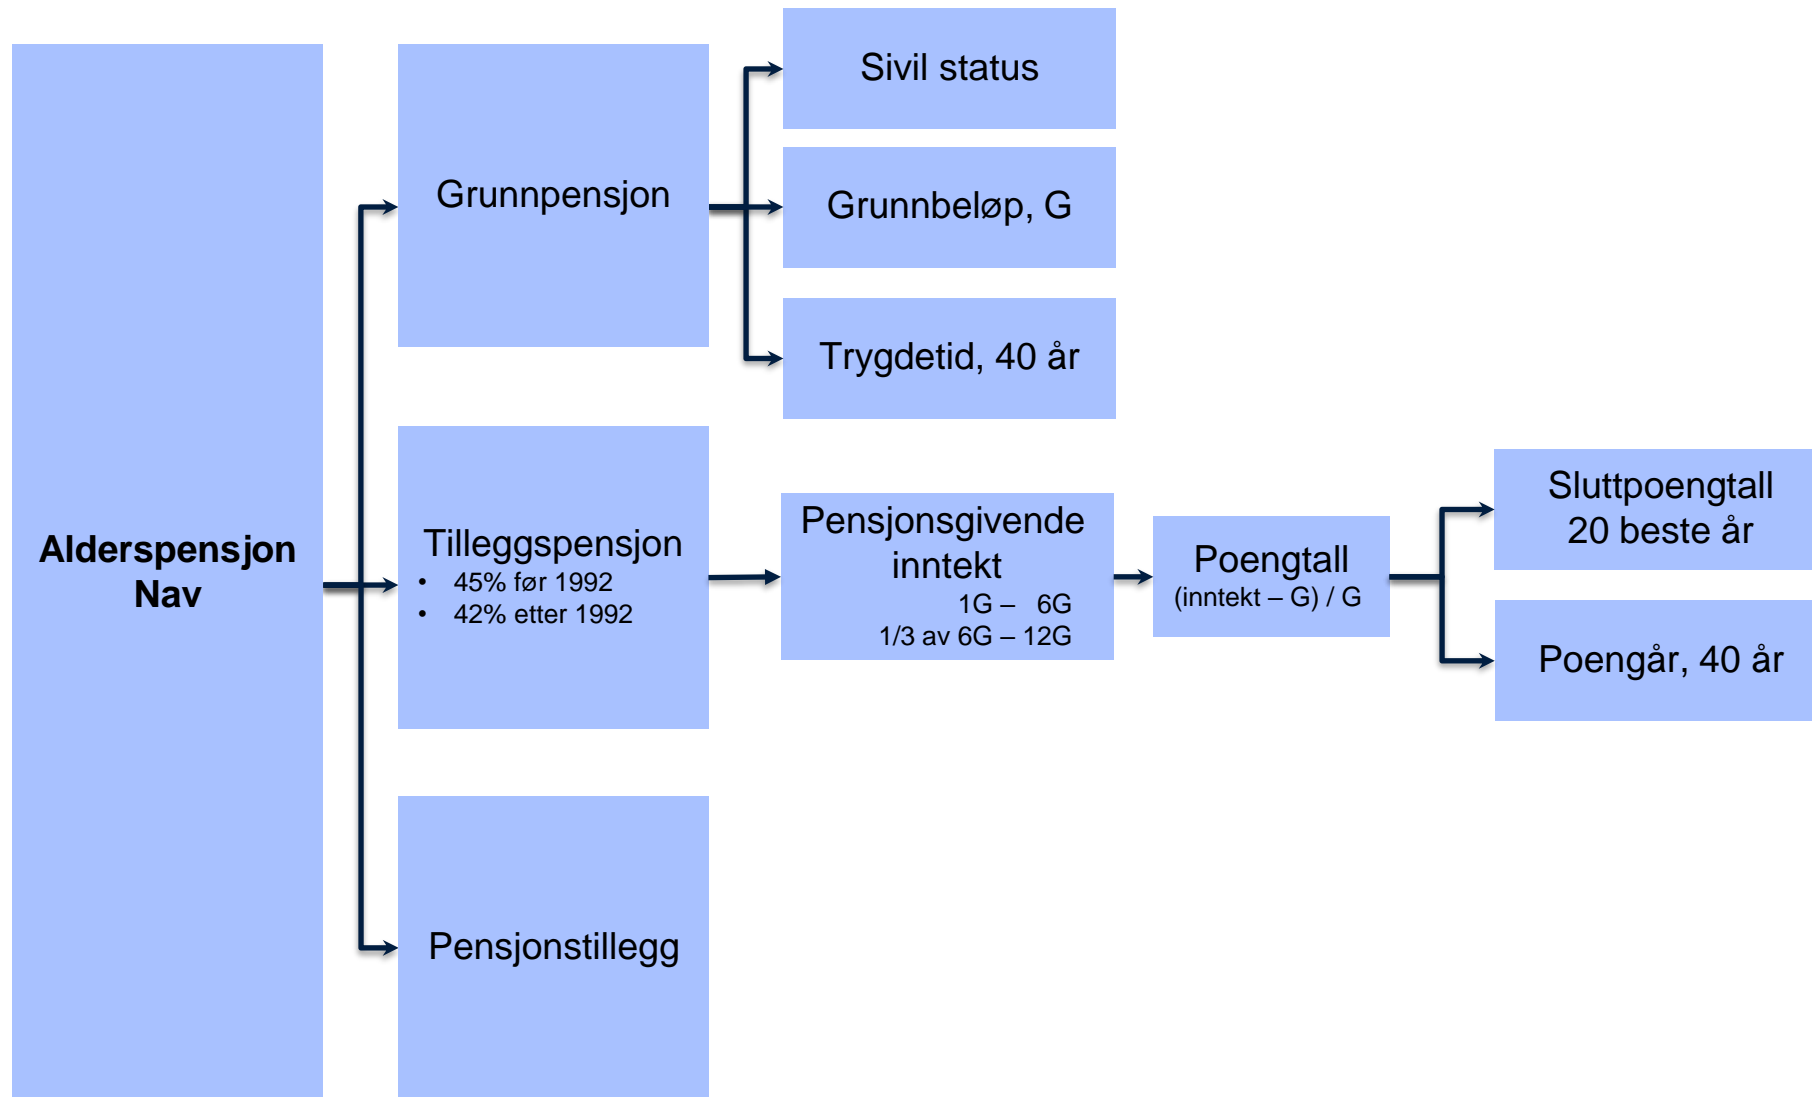 Alderspensjon
Nav
Grunnpensjon
Sivil status
Grunnbeløp, G
Trygdetid, 40 år
Tilleggspensjon
• 45% før 1992
• 42% etter 1992
Pensjonsgivende
inntekt
1G – 6G
1/3 av 6G – 12G
Poengtall
(inntekt – G) / G
Sluttpoengtall
20 beste år
Poengår, 40 år
Pensjonstillegg